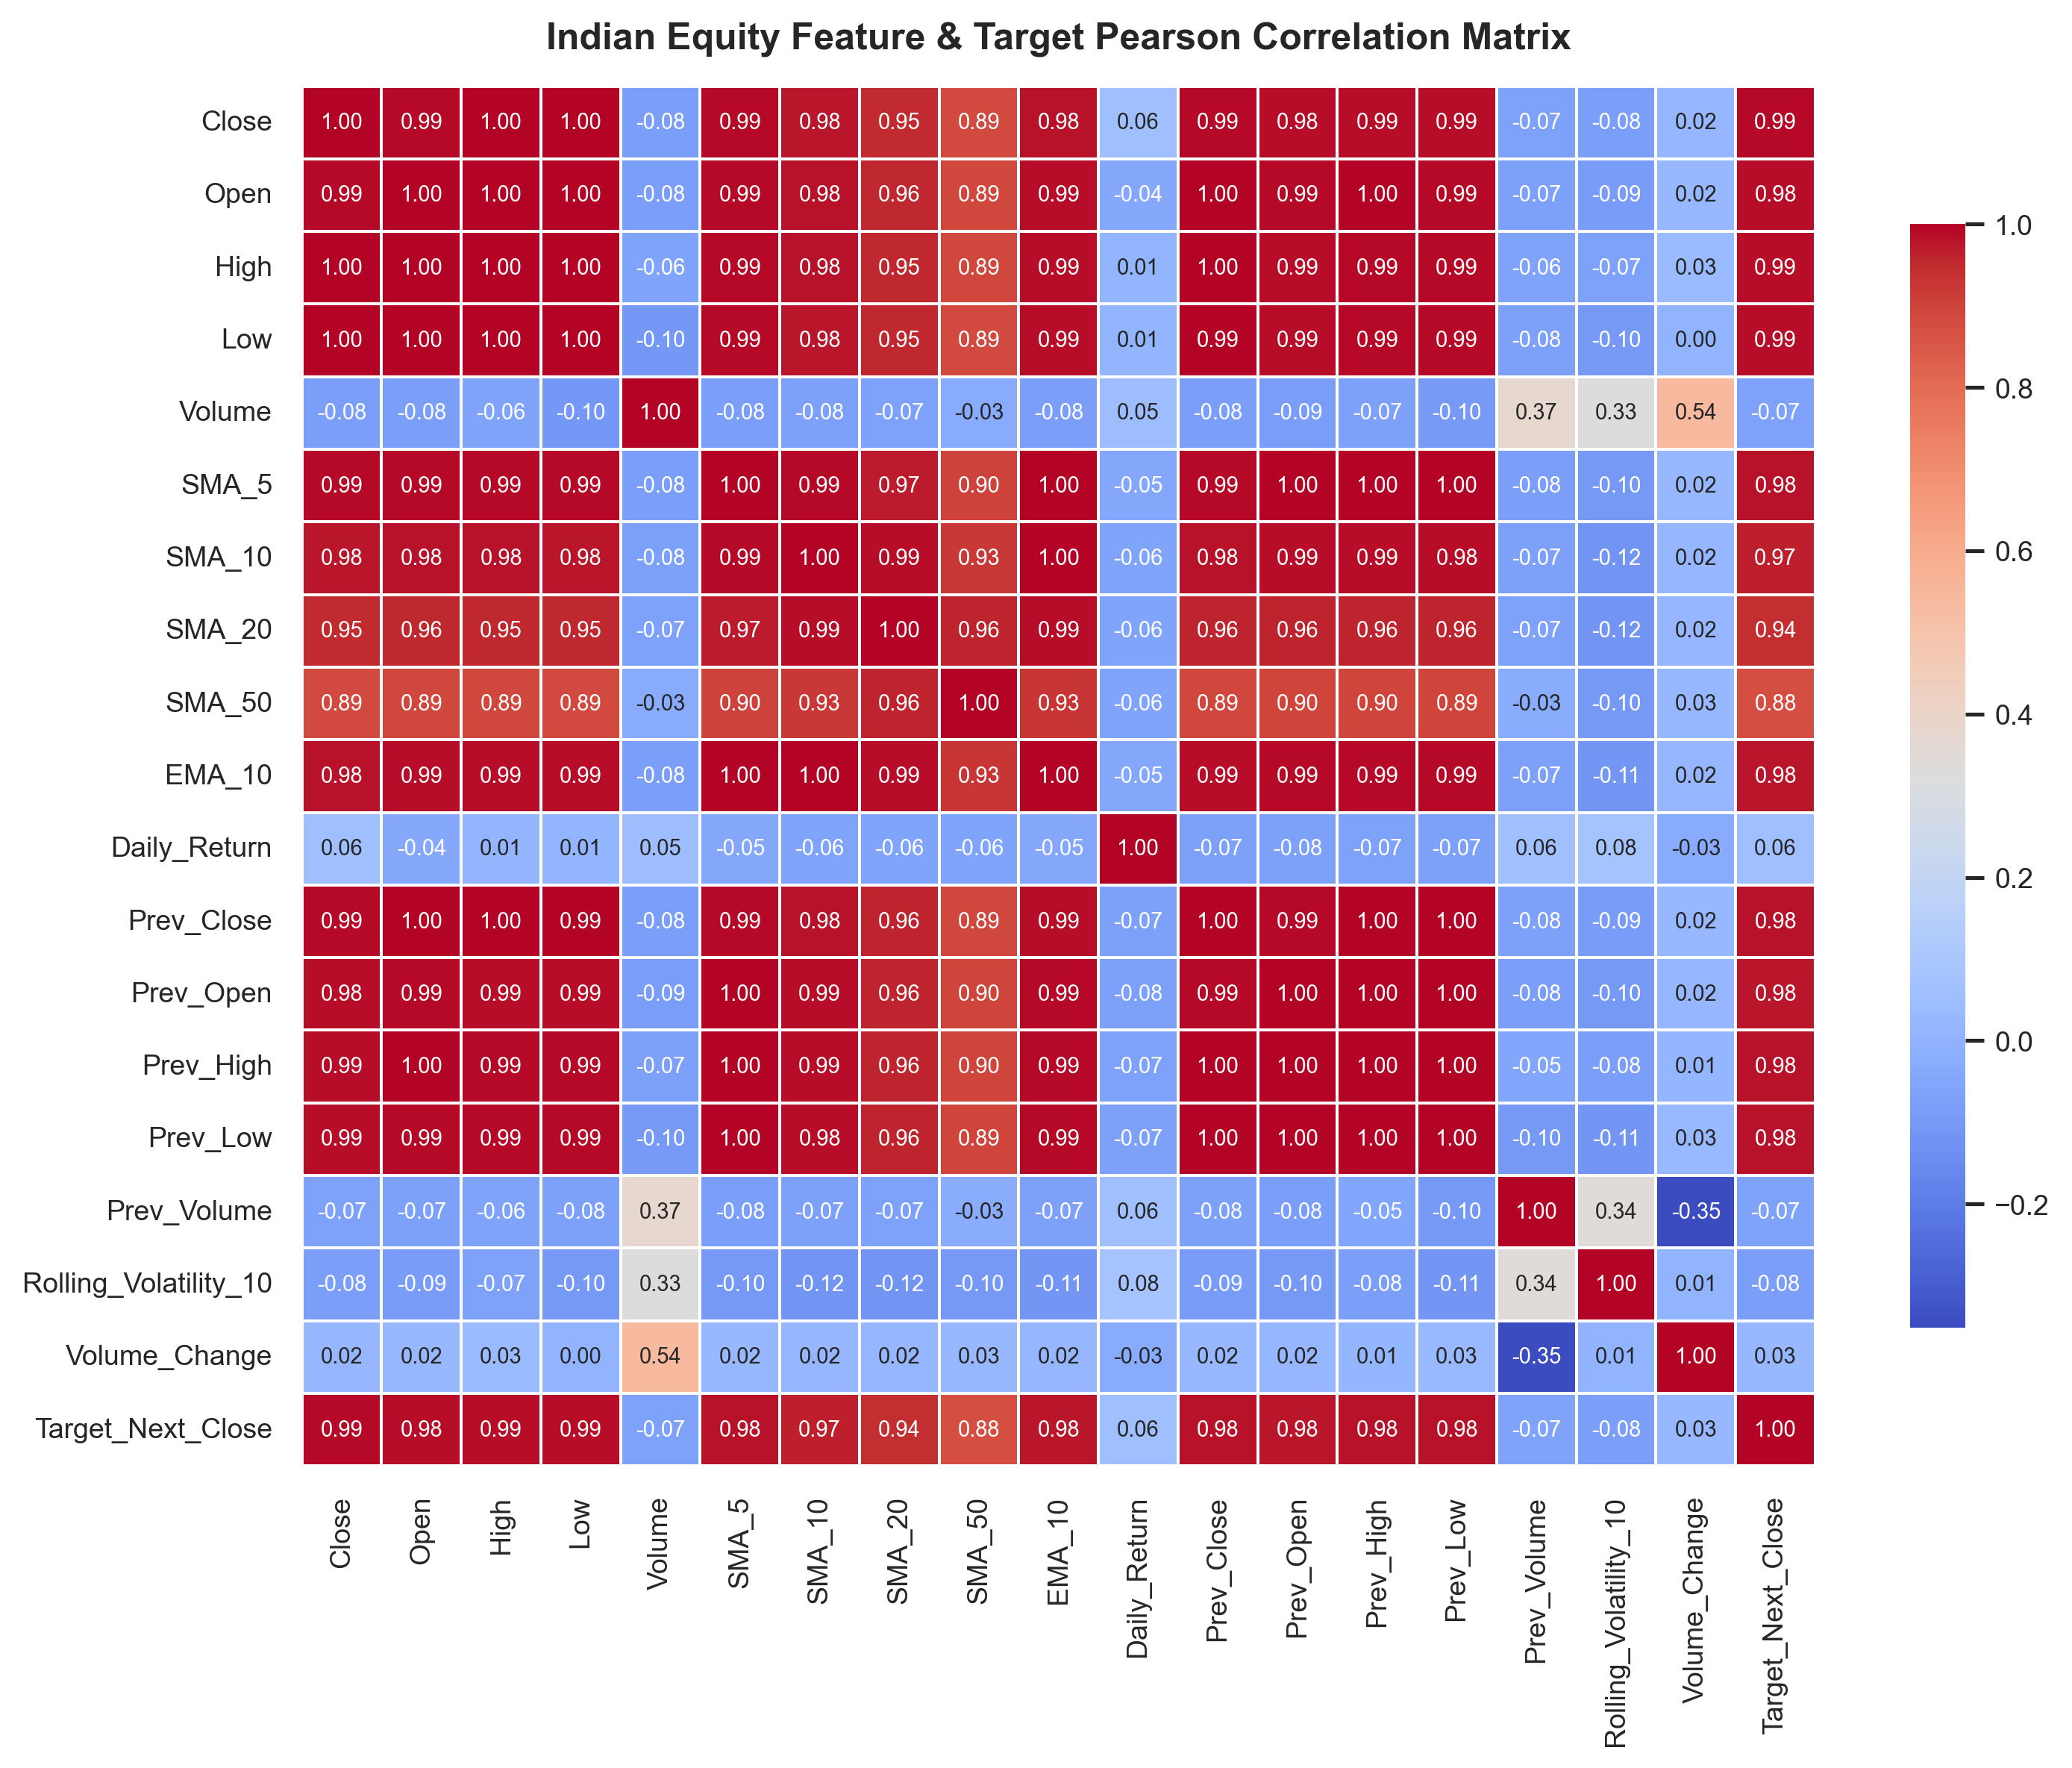 Indian Equity Feature & Target Pearson Correlation Matrix
Close 1.00 0.99 1.00 1.00 -0.08 0.99 0.98 0.95 0.89 0.98 0.06 0.99 0.98 0.99 0.99 -0.07 -0.08 0.02 0.99
Open 0.99 1.00 1.00 1.00 -0.08 0.99 0.98 0.96 0.89 0.99 -0.04 1.00 0.99 1.00 0.99 -0.07 -0.09 0.02 0.98
High 1.00 1.00 1.00 1.00 -0.06 0.99 0.98 0.95 0.89 0.99 0.01 1.00 0.99 0.99 0.99 -0.06 -0.07 0.03 0.99
Low 1.00 1.00 1.00 1.00 -0.10 0.99 0.98 0.95 0.89 0.99 0.01 0.99 0.99 0.99 0.99 -0.08 -0.10 0.00 0.99
Volume -0.08 -0.08 -0.06 -0.10 1.00 -0.08 -0.08 -0.07 -0.03 -0.08 0.05 -0.08 -0.09 -0.07 -0.10 0.37 0.33 0.54 -0.07
SMA_5 0.99 0.99 0.99 0.99 -0.08 1.00 0.99 0.97 0.90 1.00 -0.05 0.99 1.00 1.00 1.00 -0.08 -0.10 0.02 0.98
SMA_10 0.98 0.98 0.98 0.98 -0.08 0.99 1.00 0.99 0.93 1.00 -0.06 0.98 0.99 0.99 0.98 -0.07 -0.12 0.02 0.97
SMA_20 0.95 0.96 0.95 0.95 -0.07 0.97 0.99 1.00 0.96 0.99 -0.06 0.96 0.96 0.96 0.96 -0.07 -0.12 0.02 0.94
SMA_50 0.89 0.89 0.89 0.89 -0.03 0.90 0.93 0.96 1.00 0.93 -0.06 0.89 0.90 0.90 0.89 -0.03 -0.10 0.03 0.88
EMA_10 0.98 0.99 0.99 0.99 -0.08 1.00 1.00 0.99 0.93 1.00 -0.05 0.99 0.99 0.99 0.99 -0.07 -0.11 0.02 0.98
Daily_Return 0.06 -0.04 0.01 0.01 0.05 -0.05 -0.06 -0.06 -0.06 -0.05 1.00 -0.07 -0.08 -0.07 -0.07 0.06 0.08 -0.03 0.06
Prev_Close 0.99 1.00 1.00 0.99 -0.08 0.99 0.98 0.96 0.89 0.99 -0.07 1.00 0.99 1.00 1.00 -0.08 -0.09 0.02 0.98
Prev_Open 0.98 0.99 0.99 0.99 -0.09 1.00 0.99 0.96 0.90 0.99 -0.08 0.99 1.00 1.00 1.00 -0.08 -0.10 0.02 0.98
Prev_High 0.99 1.00 0.99 0.99 -0.07 1.00 0.99 0.96 0.90 0.99 -0.07 1.00 1.00 1.00 1.00 -0.05 -0.08 0.01 0.98
Prev_Low 0.99 0.99 0.99 0.99 -0.10 1.00 0.98 0.96 0.89 0.99 -0.07 1.00 1.00 1.00 1.00 -0.10 -0.11 0.03 0.98
Prev_Volume -0.07 -0.07 -0.06 -0.08 0.37 -0.08 -0.07 -0.07 -0.03 -0.07 0.06 -0.08 -0.08 -0.05 -0.10 1.00 0.34 -0.35 -0.07
Rolling_Volatility_10 -0.08 -0.09 -0.07 -0.10 0.33 -0.10 -0.12 -0.12 -0.10 -0.11 0.08 -0.09 -0.10 -0.08 -0.11 0.34 1.00 0.01 -0.08
Volume_Change 0.02 0.02 0.03 0.00 0.54 0.02 0.02 0.02 0.03 0.02 -0.03 0.02 0.02 0.01 0.03 -0.35 0.01 1.00 0.03
Target_Next_Close 0.99 0.98 0.99 0.99 -0.07 0.98 0.97 0.94 0.88 0.98 0.06 0.98 0.98 0.98 0.98 -0.07 -0.08 0.03 1.00
Close
Open
High
Low
Volume
SMA_5
SMA_10
SMA_20
SMA_50
EMA_10
Daily_Return
Prev_Close
Prev_Open
Prev_High
Prev_Low
Prev_Volume
Rolling_Volatility_10
Volume_Change
Target_Next_Close
1.0
0.8
0.6
0.4
0.2
0.0
−0.2